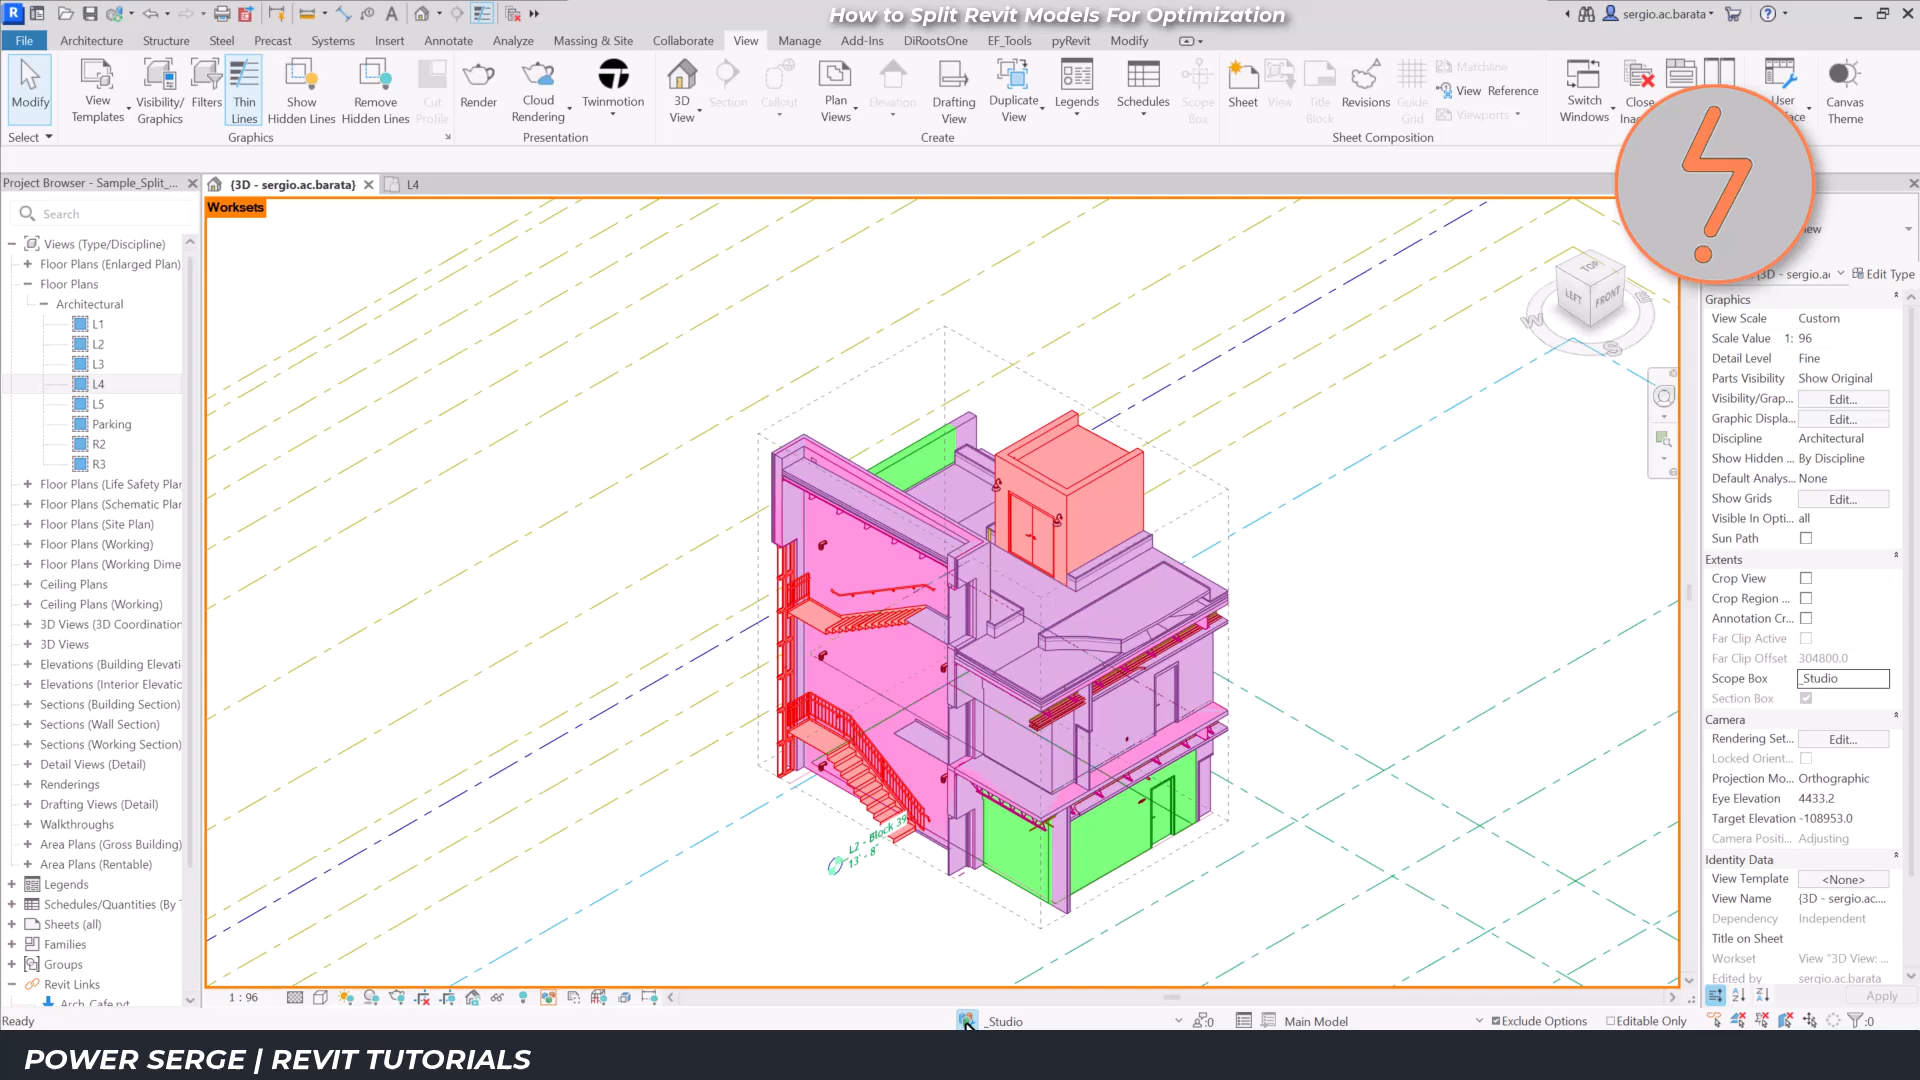 How to Split Revit Models For Optimization
sergio.ac.barata
File
Architecture
Structure
Steel
Precast
Systems
Insert
Annotate
Analyze
Massing & Site
Collaborate
View
Manage
Add-Ins
DiRootsOne
EF_Tools
pyRevit
Modify
Modify
View Templates
Visibility/ Graphics
Filters
Thin Lines
Show Hidden Lines
Remove Hidden Lines
Cut Profile
Render
Cloud Rendering
Twinmotion
3D View
Section
Callout
Plan Views
Elevation
Drafting View
Duplicate View
Legends
Schedules
Scope Box
Sheet
View
Title Block
Revisions
Guide Grid
Matchline
View Reference
Viewports
Switch Windows
Close
User
Canvas Theme
Select
Graphics
Presentation
Create
Sheet Composition
Project Browser - Sample_Split_...
{3D - sergio.ac.barata}
L4
Search
Worksets
Views (Type/Discipline)
Floor Plans (Enlarged Plan)
Floor Plans
Architectural
L1
L2
L3
L4
L5
Parking
R2
R3
Floor Plans (Life Safety Plar
Floor Plans (Schematic Plar
Floor Plans (Site Plan)
Floor Plans (Working)
Floor Plans (Working Dime
Ceiling Plans
Ceiling Plans (Working)
3D Views (3D Coordination
3D Views
Elevations (Building Elevati
Elevations (Interior Elevatic
Sections (Building Section)
Sections (Wall Section)
Sections (Working Section)
Detail Views (Detail)
Renderings
Drafting Views (Detail)
Walkthroughs
Area Plans (Gross Building)
Area Plans (Rentable)
Legends
Schedules/Quantities (By T
Sheets (all)
Families
Groups
Revit Links
Arch_Cafe.rvt
TOP
LEFT
FRONT
W
S
L2 - Block 39
13' - 8"
Edit Type
Graphics
View Scale Custom
Scale Value 1: 96
Detail Level Fine
Parts Visibility Show Original
Visibility/Grap... Edit...
Graphic Displa... Edit...
Discipline Architectural
Show Hidden ... By Discipline
Default Analys... None
Show Grids Edit...
Visible In Opti... all
Sun Path
Extents
Crop View
Crop Region ...
Annotation Cr...
Far Clip Active
Far Clip Offset 304800.0
Scope Box _Studio
Section Box
Camera
Rendering Set... Edit...
Locked Orient...
Projection Mo... Orthographic
Eye Elevation 4433.2
Target Elevation -108953.0
Camera Positi... Adjusting
Identity Data
View Template <None>
View Name {3D - sergio.ac....
Dependency Independent
Title on Sheet
Workset View "3D View: ...
Edited by sergio.ac.barata
Apply
1 : 96
Ready
_Studio
:0
Main Model
Exclude Options
Editable Only
:0
POWER SERGE | REVIT TUTORIALS